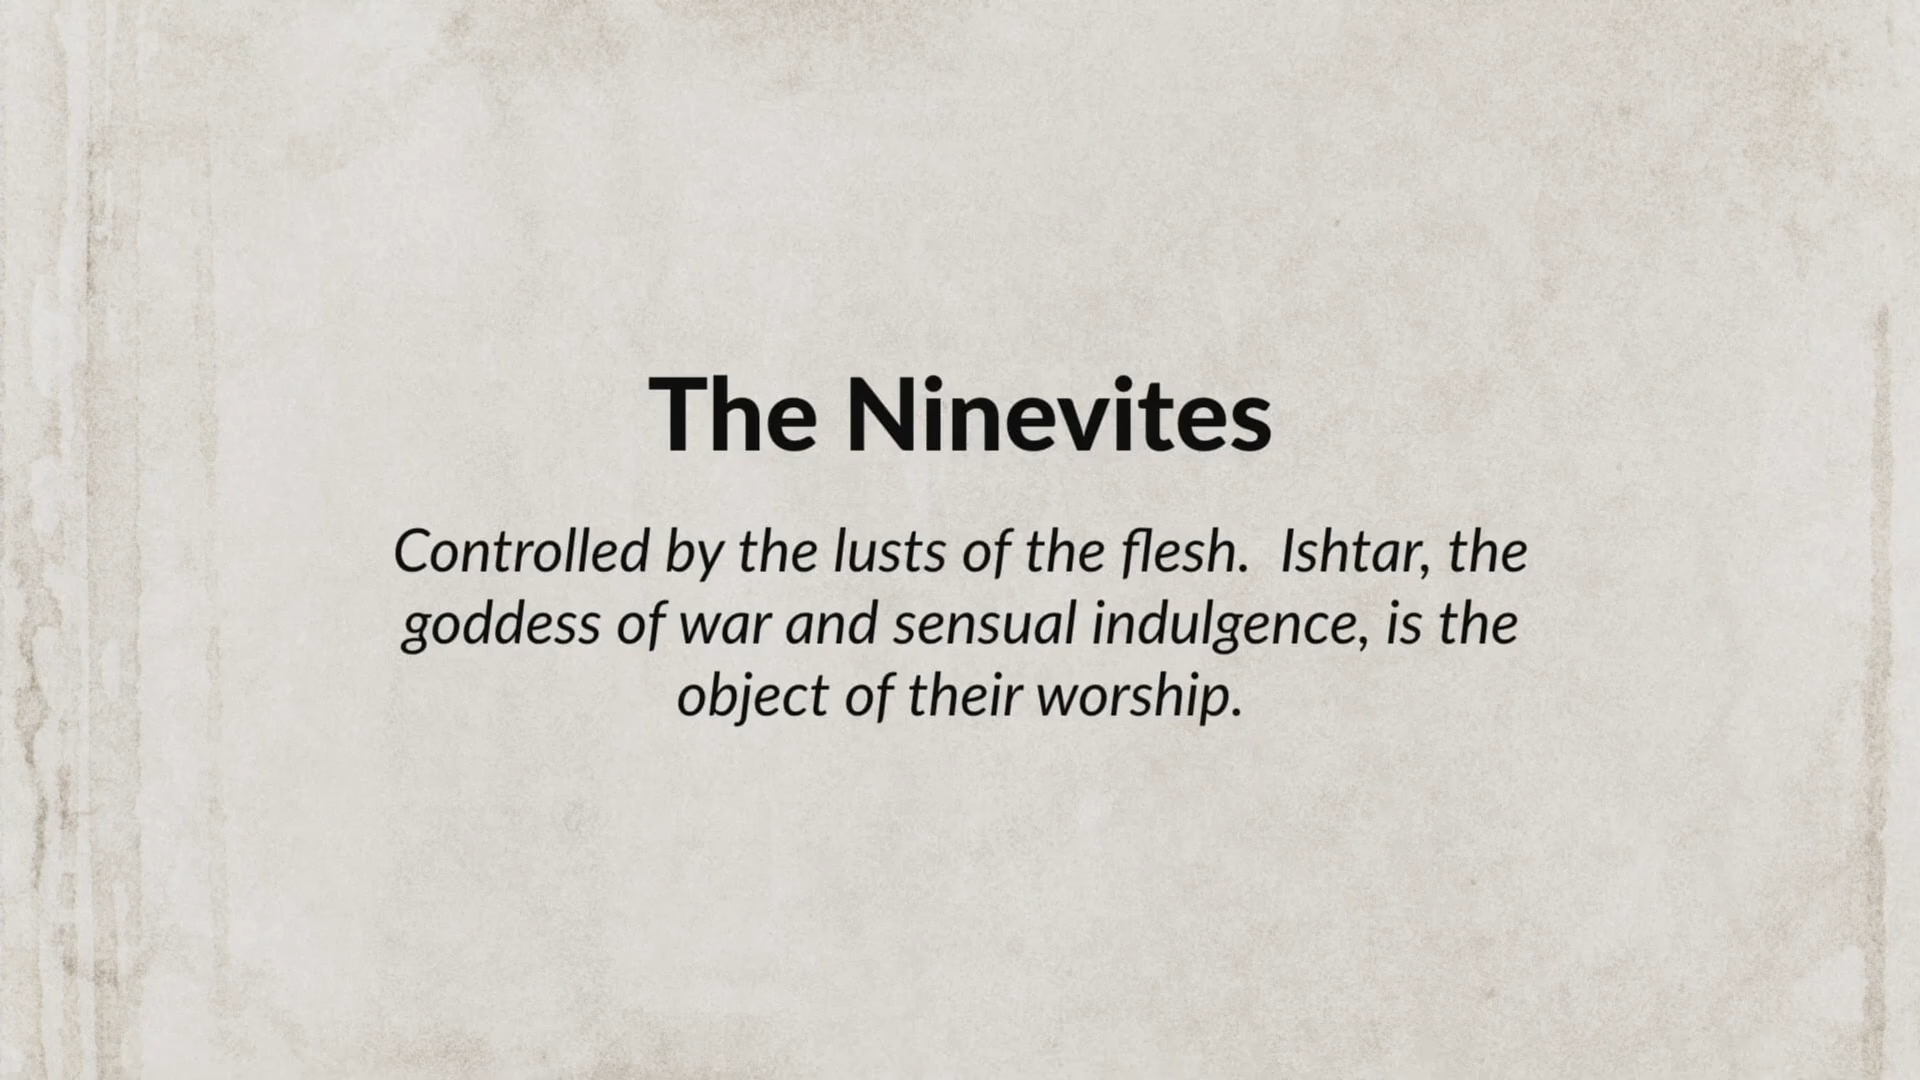 The Ninevites
Controlled by the lusts of the flesh.  Ishtar, the
goddess of war and sensual indulgence, is the
object of their worship.